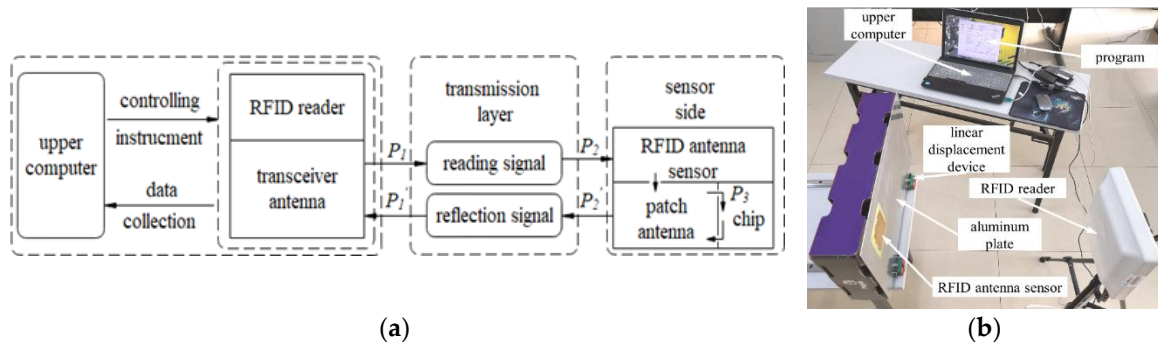 upper
computer
controlling
instrucment
data
collection
RFID reader
transceiver
antenna
P1
P1'
transmission
layer
reading signal
reflection signal
P2
P2'
sensor
side
RFID antenna
sensor
patch
antenna
P3
chip
(a)
upper
computer
program
linear
displacement
device
RFID reader
aluminum
plate
RFID antenna sensor
(b)